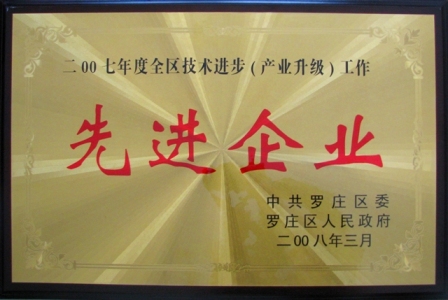 二00七年度全区技术进步(产业升级)工作
先进企业
中共罗庄区委
罗庄区人民政府
二00八年三月